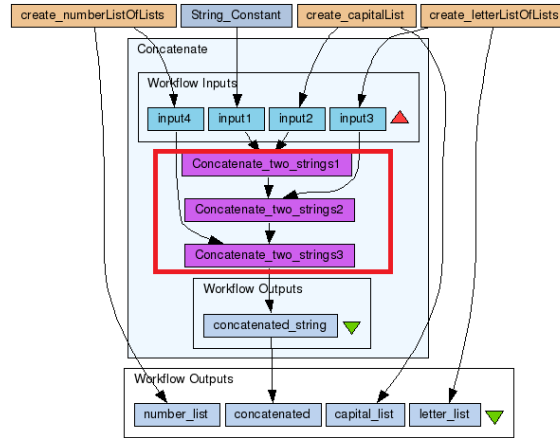 create_numberListOfLists
String_Constant
create_capitalList
create_letterListOfLists
Concatenate
Workflow Inputs
input4
input1
input2
input3
Concatenate_two_strings1
Concatenate_two_strings2
Concatenate_two_strings3
Workflow Outputs
concatenated_string
Workflow Outputs
number_list
concatenated
capital_list
letter_list